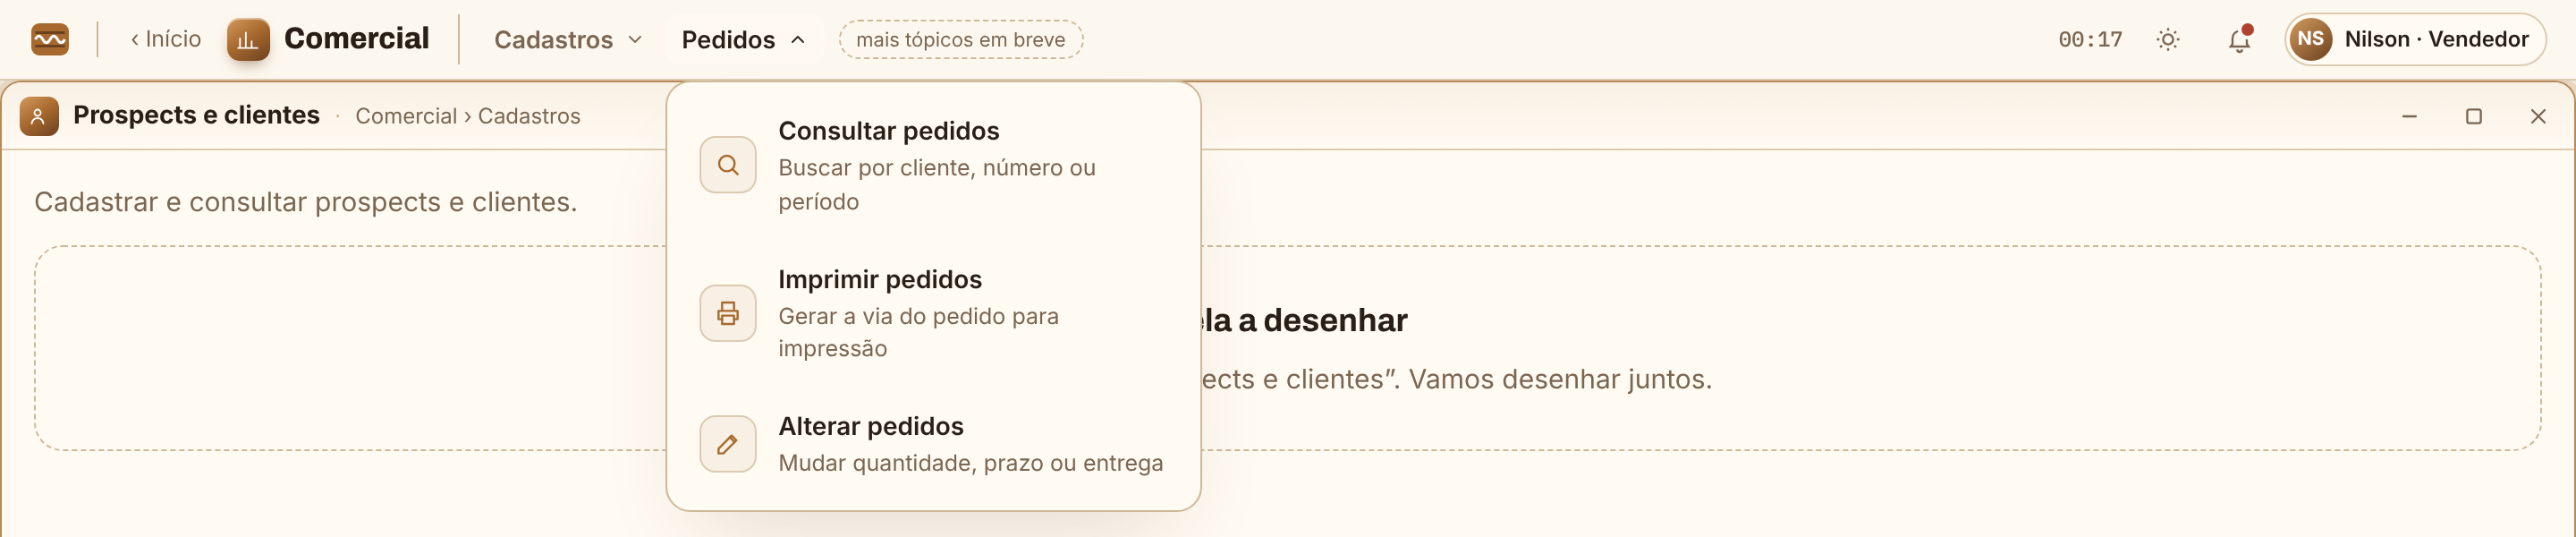 ‹ Início
Comercial
Cadastros
Pedidos
mais tópicos em breve
00:17
NS
Nilson · Vendedor
Prospects e clientes · Comercial › Cadastros
Cadastrar e consultar prospects e clientes.
Consultar pedidos
Buscar por cliente, número ou
período
Imprimir pedidos
Gerar a via do pedido para
impressão
Alterar pedidos
Mudar quantidade, prazo ou entrega
a desenhar
e clientes”. Vamos desenhar juntos.